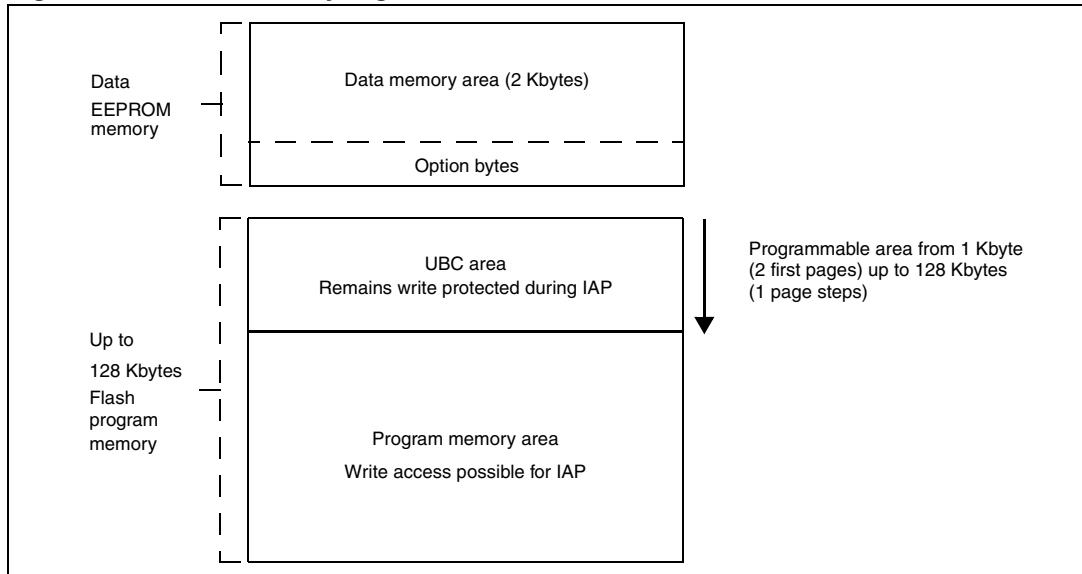 Data
EEPROM
memory
Data memory area (2 Kbytes)
Option bytes
Up to
128 Kbytes
Flash
program
memory
UBC area
Remains write protected during IAP
Programmable area from 1 Kbyte
(2 first pages) up to 128 Kbytes
(1 page steps)
Program memory area
Write access possible for IAP